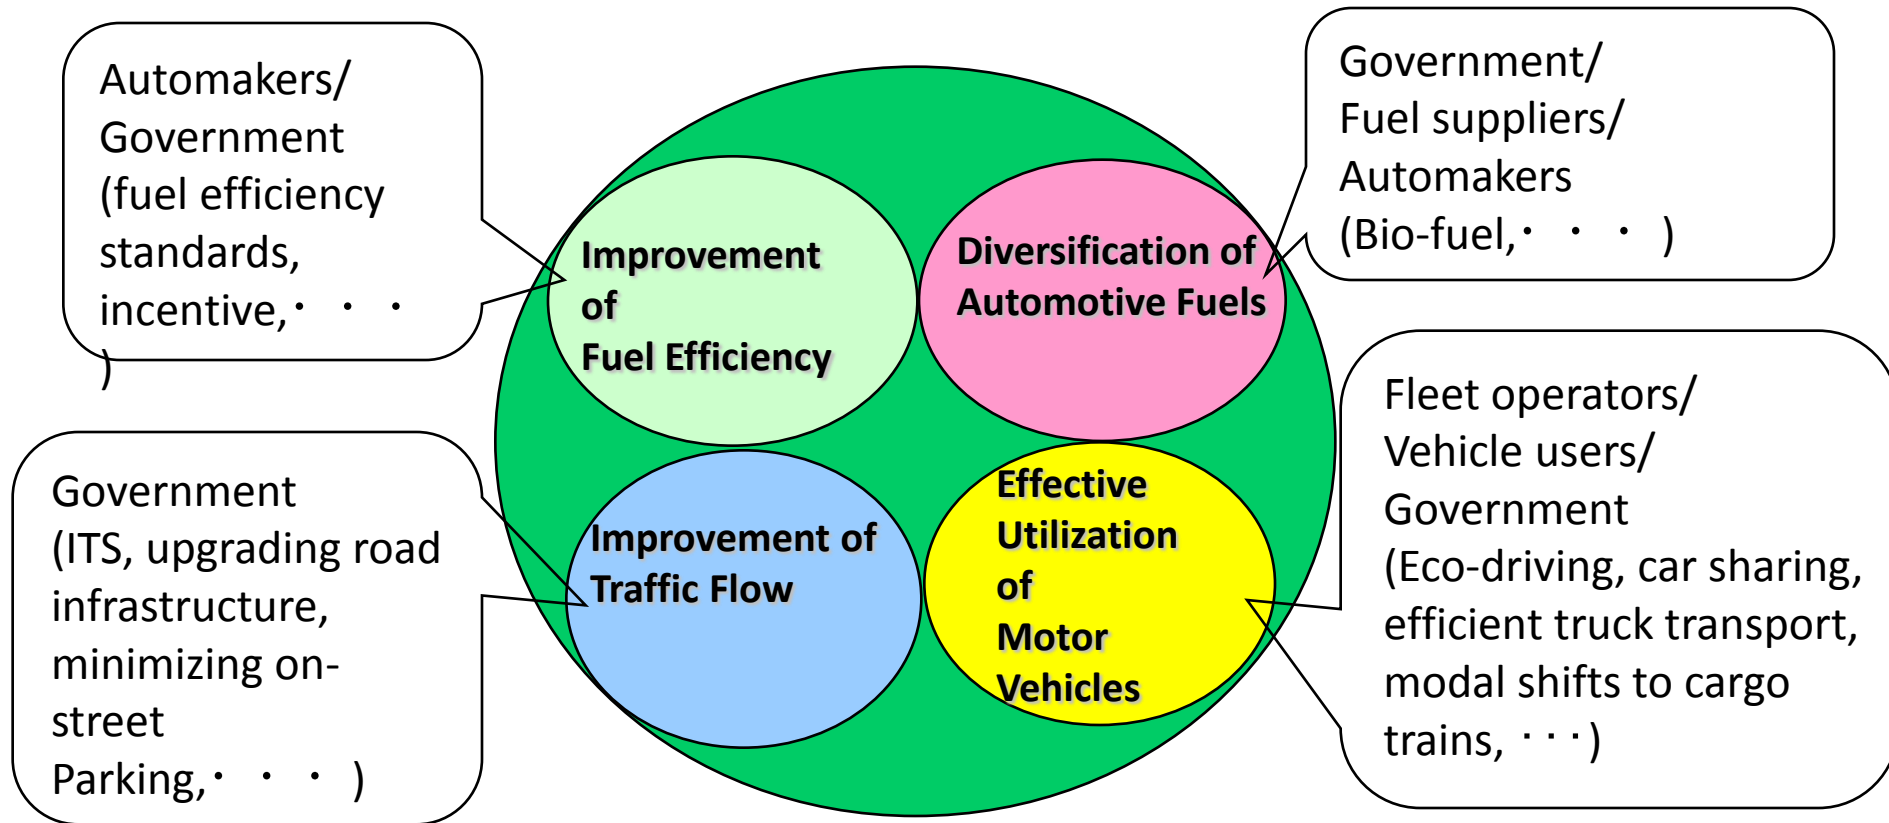 Automakers/
Government
(fuel efficiency
standards,
incentive,・・・
)
Government/
Fuel suppliers/
Automakers
(Bio-fuel,・・・)
Improvement
of
Fuel Efficiency
Diversification of
Automotive Fuels
Government
(ITS, upgrading road
infrastructure,
minimizing on-
street
Parking,・・・)
Improvement of
Traffic Flow
Effective
Utilization
of
Motor
Vehicles
Fleet operators/
Vehicle users/
Government
(Eco-driving, car sharing,
efficient truck transport,
modal shifts to cargo
trains, ･･･)